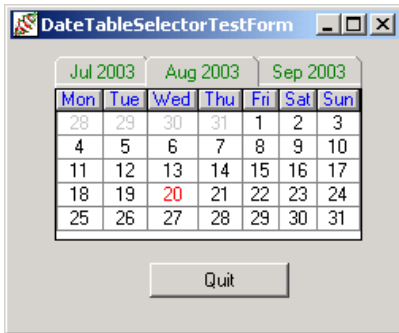 DateTableSelectorTestForm
Jul 2003 Aug 2003 Sep 2003
Mon Tue Wed Thu Fri Sat Sun
28 29 30 31 1 2 3
4 5 6 7 8 9 10
11 12 13 14 15 16 17
18 19 20 21 22 23 24
25 26 27 28 29 30 31
Quit